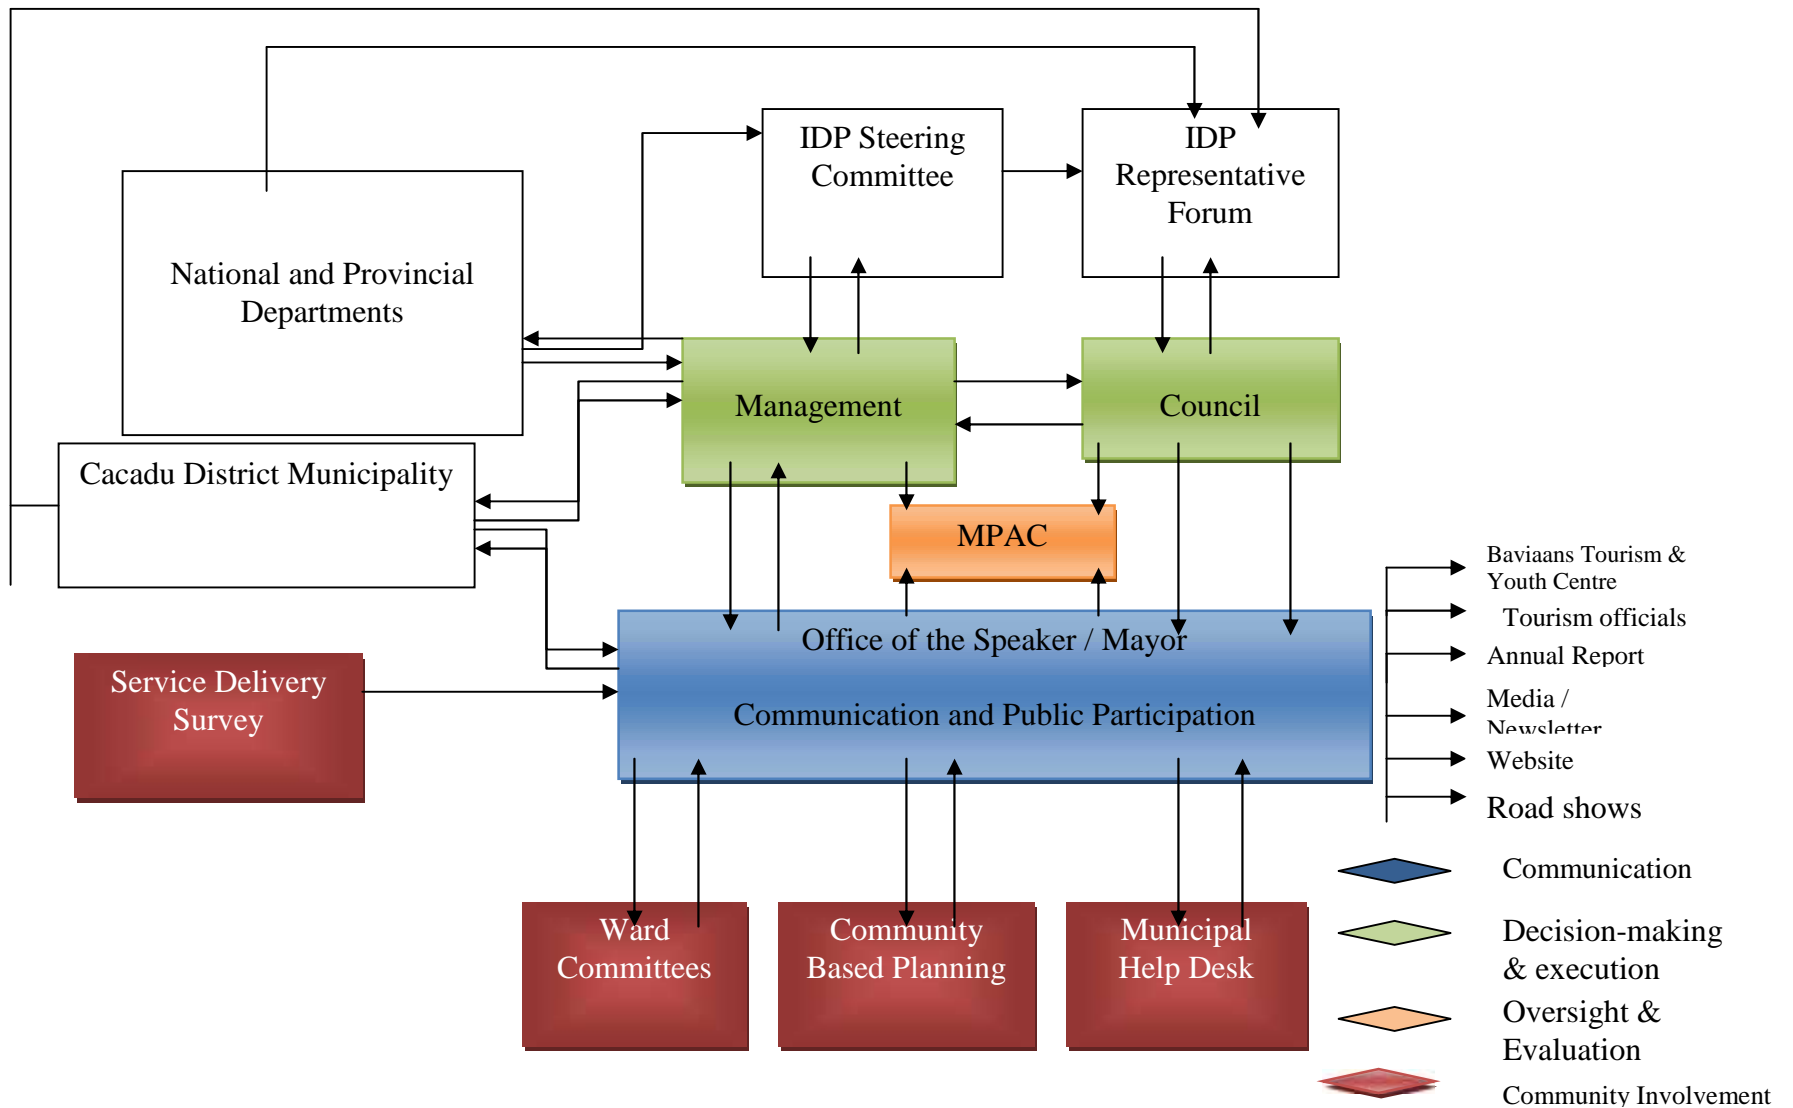 IDP Steering
Committee
IDP
Representative
Forum
National and Provincial
Departments
Management
Council
Cacadu District Municipality
MPAC
Baviaans Tourism &
Youth Centre
Tourism officials
Annual Report
Media /
Newsletter
Website
Road shows
Office of the Speaker / Mayor
Communication and Public Participation
Service Delivery
Survey
Ward
Committees
Community
Based Planning
Municipal
Help Desk
Communication
Decision-making
& execution
Oversight &
Evaluation
Community Involvement